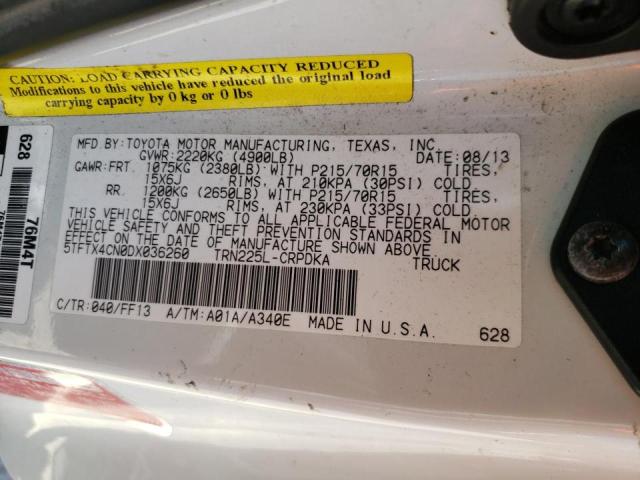 CAUTION: LOAD CARRYING CAPACITY REDUCED
Modifications to this vehicle have reduced the original load
carrying capacity by 0 kg or 0 lbs
628
76M4T
MFD.BY:TOYOTA MOTOR MANUFACTURING, TEXAS, INC.
GVWR:2220KG (4900LB) DATE:08/13
GAWR:FRT. 1075KG (2380LB) WITH P215/70R15 TIRES,
15X6J RIMS, AT 210KPA (30PSI) COLD
RR. 1200KG (2650LB) WITH P215/70R15 TIRES,
15X6J RIMS, AT 230KPA (33PSI) COLD
THIS VEHICLE CONFORMS TO ALL APPLICABLE FEDERAL MOTOR
VEHICLE SAFETY AND THEFT PREVENTION STANDARDS IN
EFFECT ON THE DATE OF MANUFACTURE SHOWN ABOVE.
5TFTX4CN0DX036260 TRN225L-CRPDKA TRUCK
C/TR:040/FF13 A/TM:A01A/A340E MADE IN U.S.A. 628